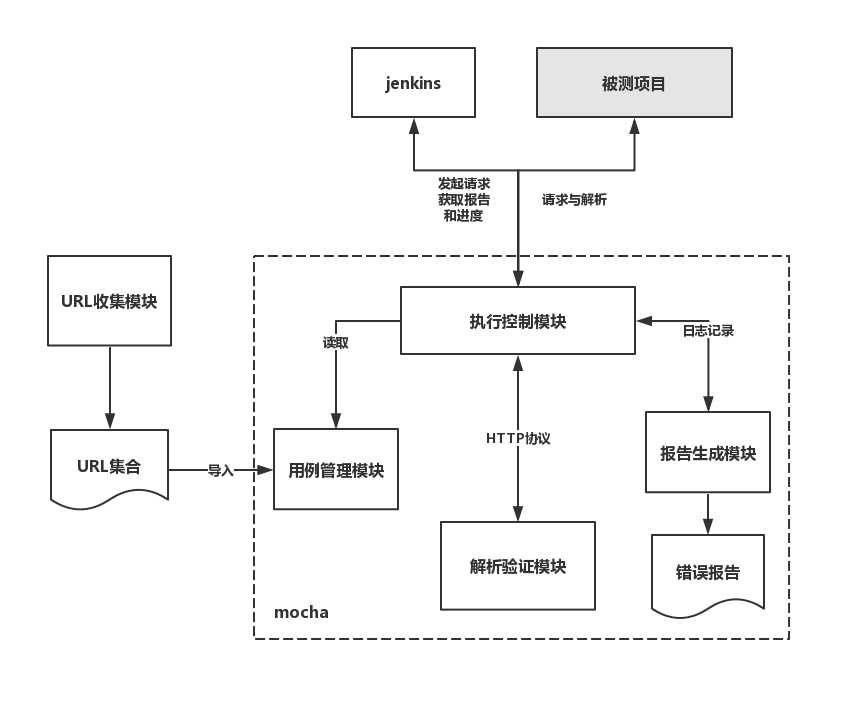 jenkins
被测项目
发起请求
获取报告
和进度
请求与解析
URL收集模块
执行控制模块
日志记录
读取
HTTP协议
报告生成模块
URL集合
导入
用例管理模块
解析验证模块
错误报告
mocha